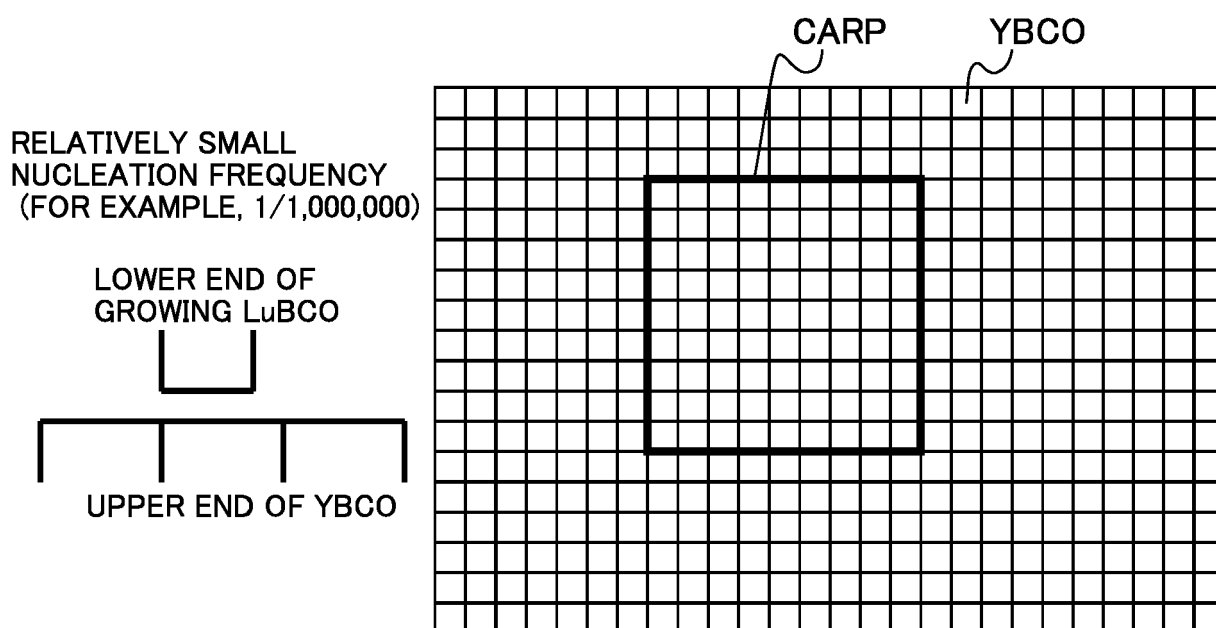 CARP
YBCO
RELATIVELY SMALL
NUCLEATION FREQUENCY
(FOR EXAMPLE, 1/1,000,000)
LOWER END OF
GROWING LuBCO
UPPER END OF YBCO